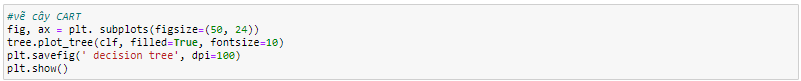 #vẽ cây CART
fig, ax = plt. subplots(figsize=(50, 24))
tree.plot_tree(clf, filled=True, fontsize=10)
plt.savefig(' decision tree', dpi=100)
plt.show()